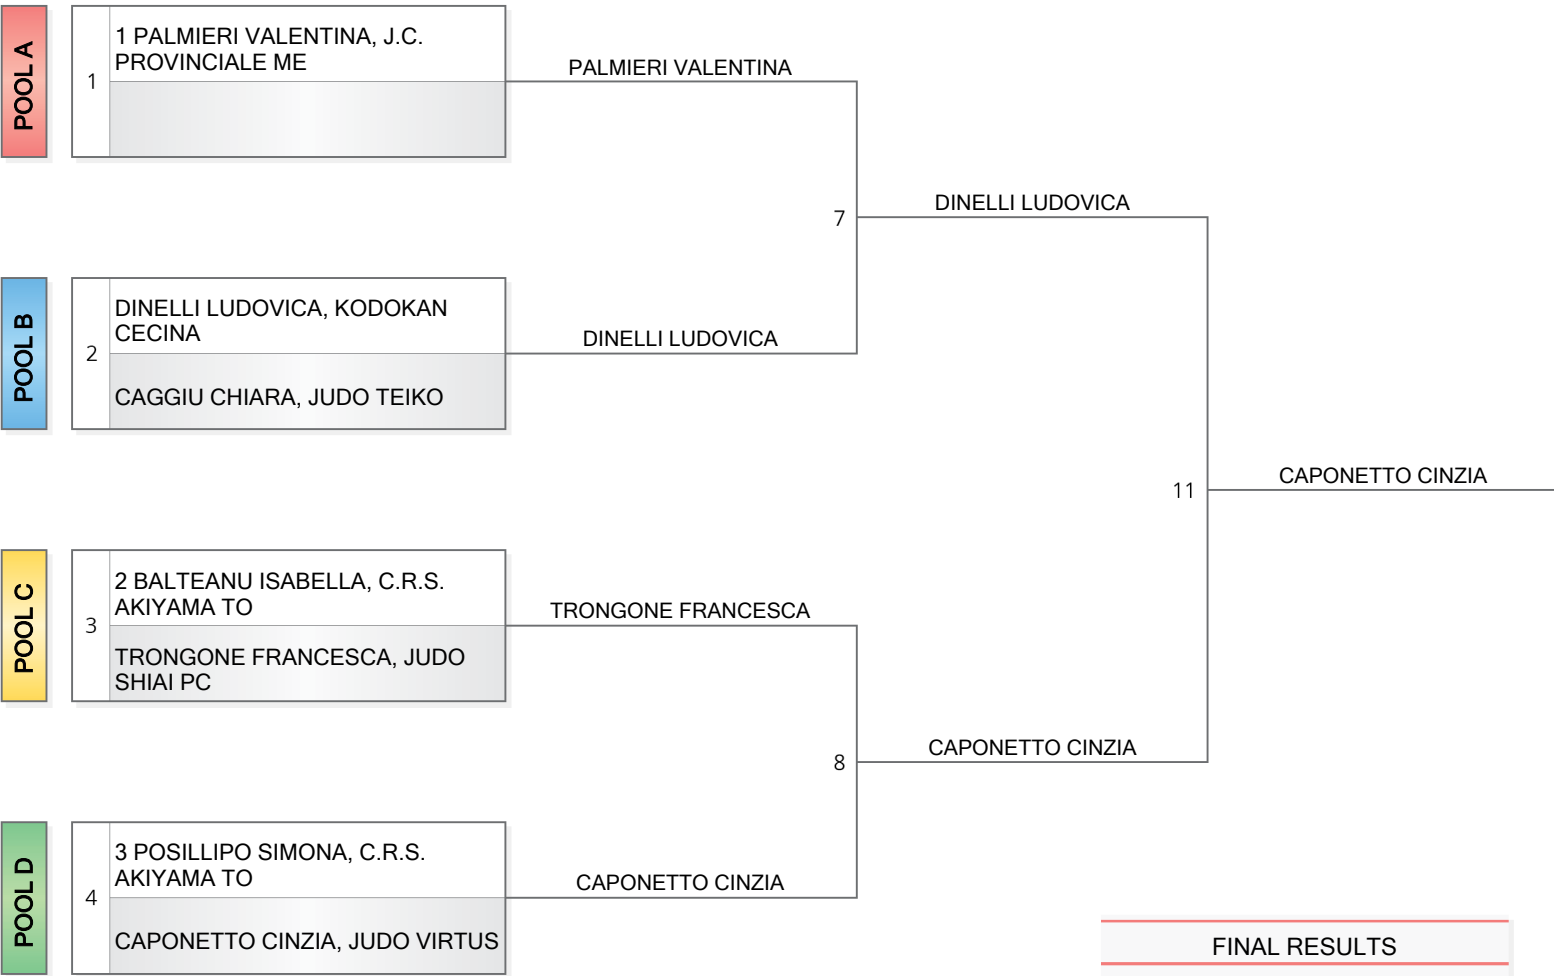 POOL A
1
1 PALMIERI VALENTINA, J.C.
PROVINCIALE ME
PALMIERI VALENTINA
7
DINELLI LUDOVICA
POOL B
2
DINELLI LUDOVICA, KODOKAN
CECINA
CAGGIU CHIARA, JUDO TEIKO
DINELLI LUDOVICA
11
CAPONETTO CINZIA
POOL C
3
2 BALTEANU ISABELLA, C.R.S.
AKIYAMA TO
TRONGONE FRANCESCA, JUDO
SHIAI PC
TRONGONE FRANCESCA
8
CAPONETTO CINZIA
POOL D
4
3 POSILLIPO SIMONA, C.R.S.
AKIYAMA TO
CAPONETTO CINZIA, JUDO VIRTUS
CAPONETTO CINZIA
FINAL RESULTS